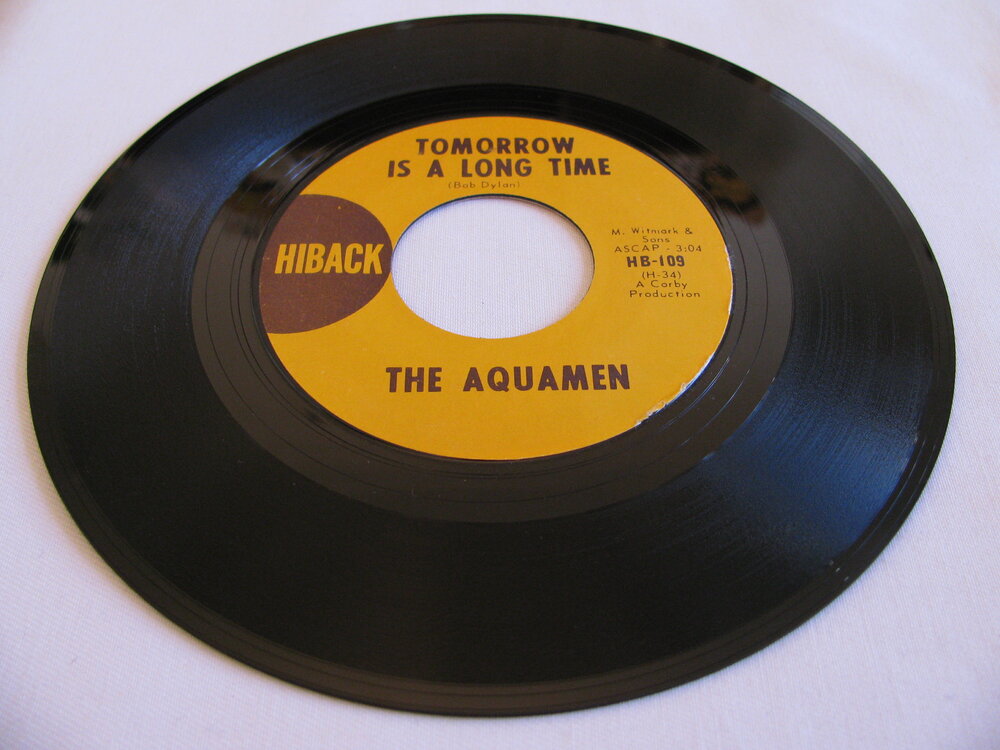 TOMORROW
IS A LONG TIME
(Bob Dylan)
HIBACK
M. Witmark &
Sons
ASCAP - 3:04
HB-109
(H-34)
A Corby
Production
THE AQUAMEN